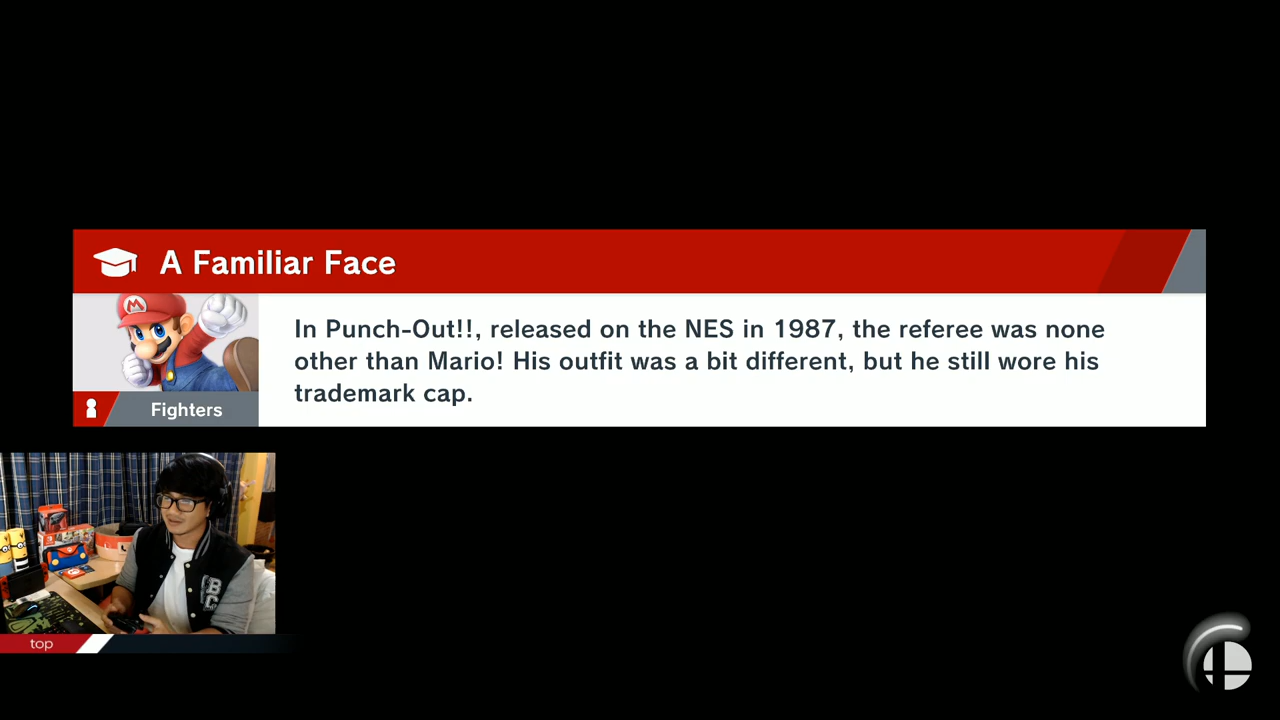 A Familiar Face
In Punch-Out!!, released on the NES in 1987, the referee was none
other than Mario! His outfit was a bit different, but he still wore his
trademark cap.
M
Fighters
BC
top